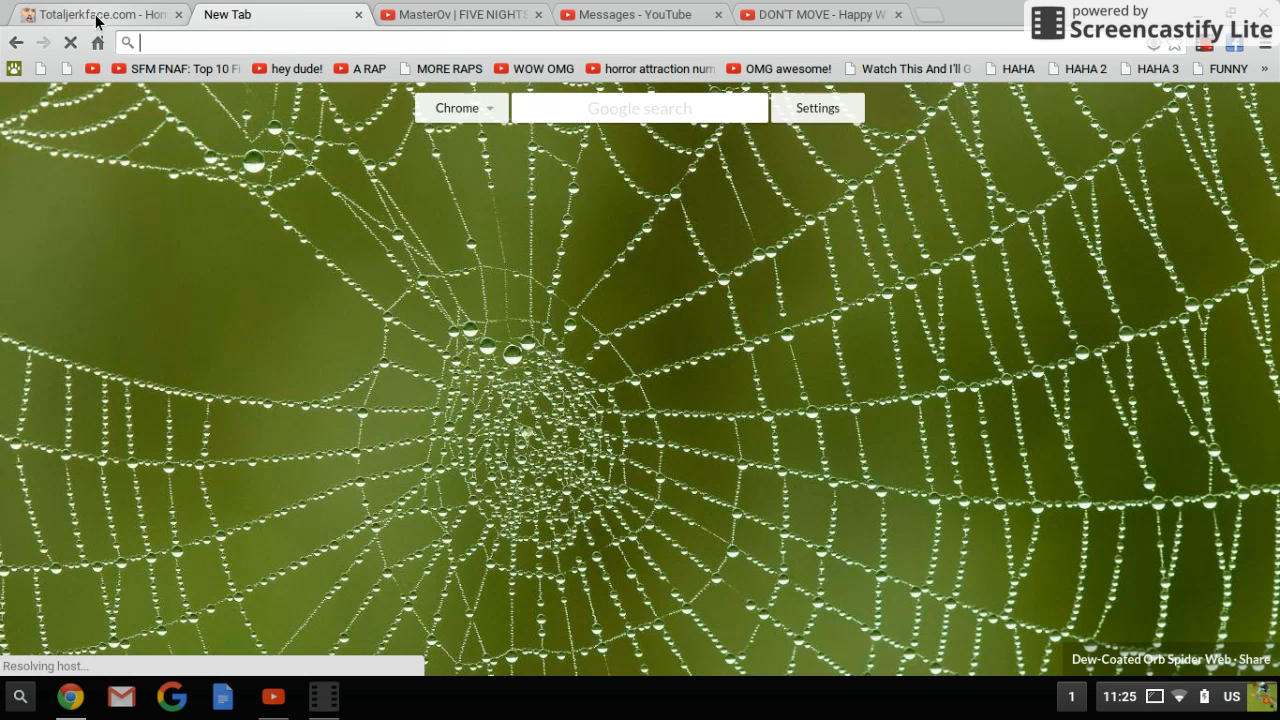 Totaljerkface.com - Hon
New Tab
MasterOv | FIVE NIGHTS
Messages - YouTube
DON'T MOVE - Happy W
powered by
Screencastify Lite
SFM FNAF: Top 10 Fi
hey dude!
A RAP
MORE RAPS
WOW OMG
horror attraction num
OMG awesome!
Watch This And I'll G
HAHA
HAHA 2
HAHA 3
FUNNY
»
Chrome
Google search
Settings
Resolving host...
Dew-Coated Orb Spider Web · Share
1
11:25
US